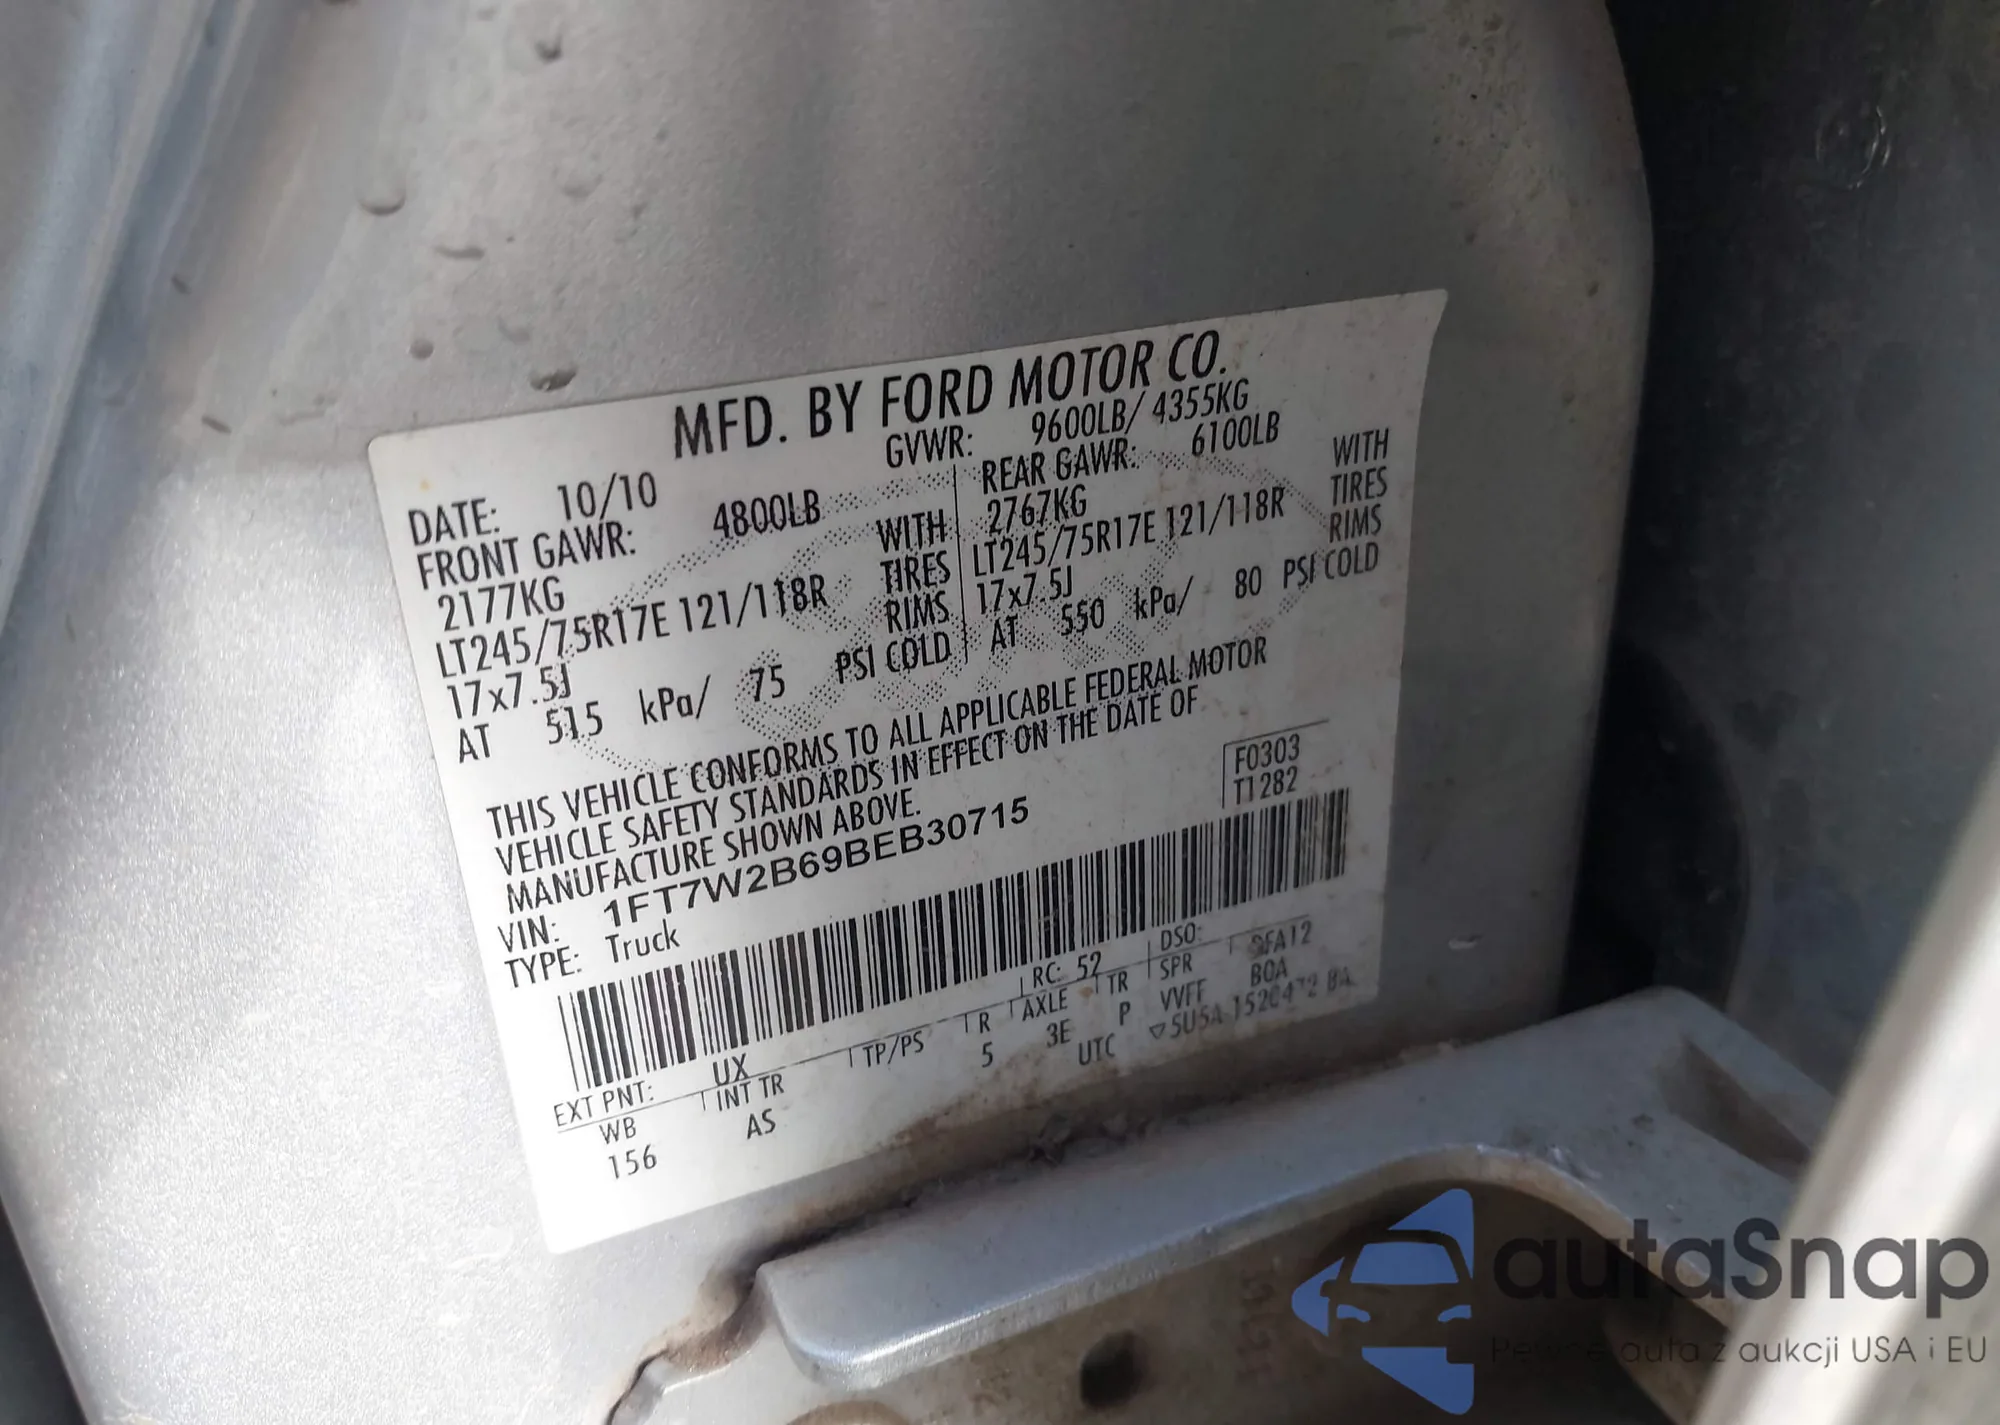 MFD. BY FORD MOTOR CO.
DATE: 10/10 GVWR: 9600LB/ 4355KG
FRONT GAWR: 4800LB REAR GAWR: 6100LB
2177KG WITH 2767KG WITH
LT245/75R17E 121/118R TIRES LT245/75R17E 121/118R TIRES
17x7.5J RIMS 17x7.5J RIMS
AT 515 kPa/ 75 PSI COLD AT 550 kPa/ 80 PSI COLD
THIS VEHICLE CONFORMS TO ALL APPLICABLE FEDERAL MOTOR
VEHICLE SAFETY STANDARDS IN EFFECT ON THE DATE OF
MANUFACTURE SHOWN ABOVE.
F0303
VIN: 1FT7W2B69BEB30715 T1282
TYPE: Truck
EXT PNT: UX RC: 52 DSO:
WB INT TR TP/PS R AXLE TR SPR BOA
156 AS 5 3E P VVFF
UTC
autaSnap
auta z aukcji USA i EU